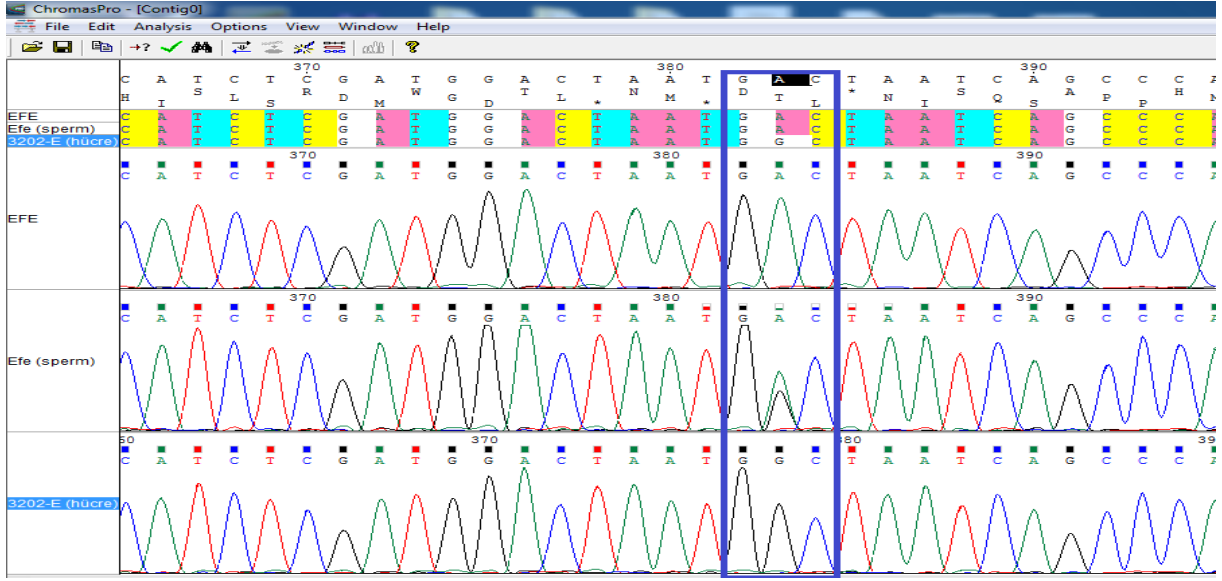 ChromasPro - [Contig0]
File Edit Analysis Options View Window Help
370 380 390
C A T C T C G A T G G A C T A A T G A C T A A T C A G C C C A
S R W T N D * S A H
H L D G L M T N Q P
I S M D * * L I S P
EFE C A T C T C G A T G G A C T A A T G A C T A A T C A G C C C A
Efe (sperm) C A T C T C G A T G G A C T A A T G A C T A A T C A G C C C A
3202-E (hücre) C A T C T C G A T G G A C T A A T G G C T A A T C A G C C C A
370 380 390
C A T C T C G A T G G A C T A A T G A C T A A T C A G C C C A
EFE
370 380 390
C A T C T C G A T G G A C T A A T G A C T A A T C A G C C C A
Efe (sperm)
370
C A T C T C G A T G G A C T A A T G G C T A A T C A G C C C A
3202-E (hücre)